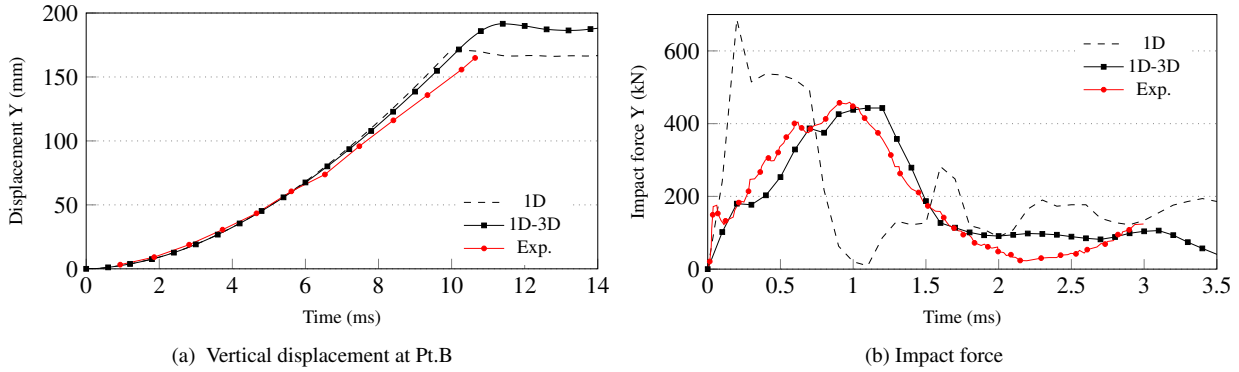 200
150
100
50
0
0
2
4
6
8
10
12
14
Displacement Y (mm)
Time (ms)
1D
1D-3D
Exp.
(a) Vertical displacement at Pt.B
600
400
200
0
0
0.5
1
1.5
2
2.5
3
3.5
Impact force Y (kN)
Time (ms)
1D
1D-3D
Exp.
(b) Impact force